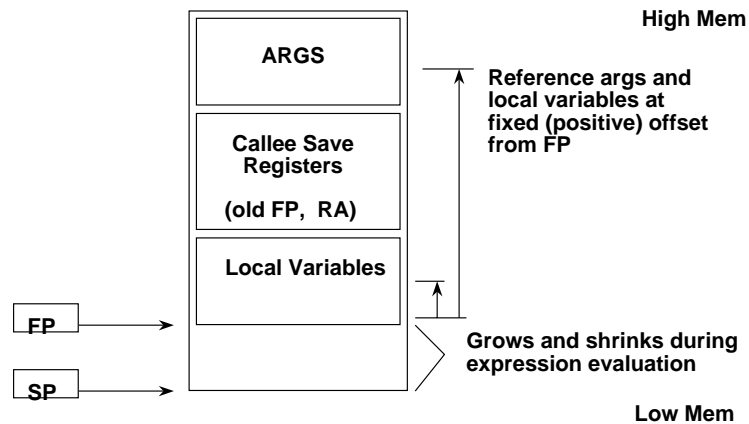 High Mem
ARGS
Reference args and
local variables at
fixed (positive) offset
from FP
Callee Save
Registers
(old FP, RA)
Local Variables
FP
Grows and shrinks during
expression evaluation
SP
Low Mem